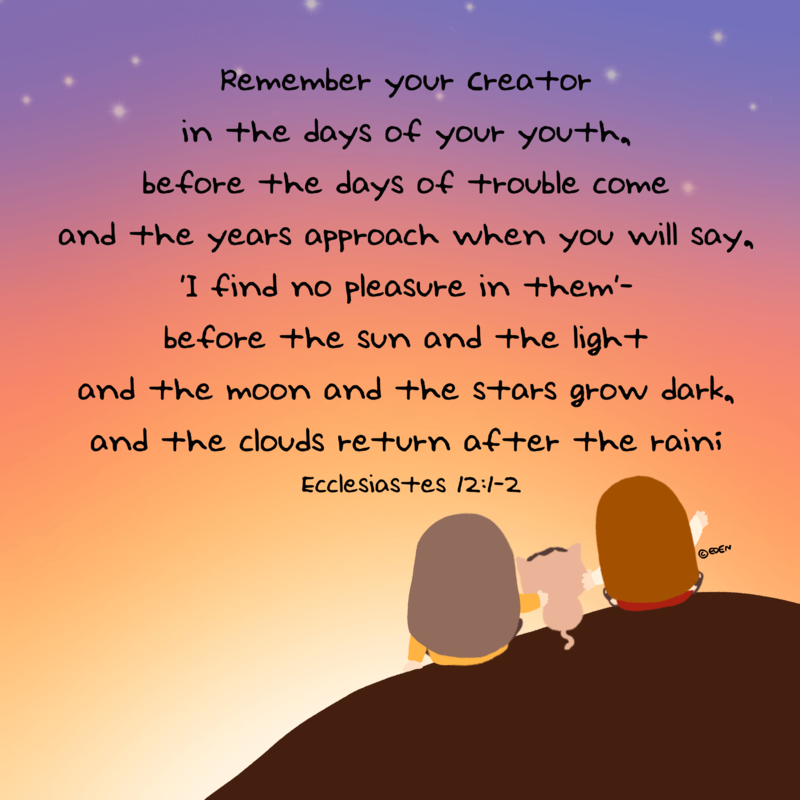 Remember your Creator
in the days of your youth,
before the days of trouble come
and the years approach when you will say,
'I find no pleasure in them'-
before the sun and the light
and the moon and the stars grow dark,
and the clouds return after the rain;
Ecclesiastes 12:1-2
©EDEN